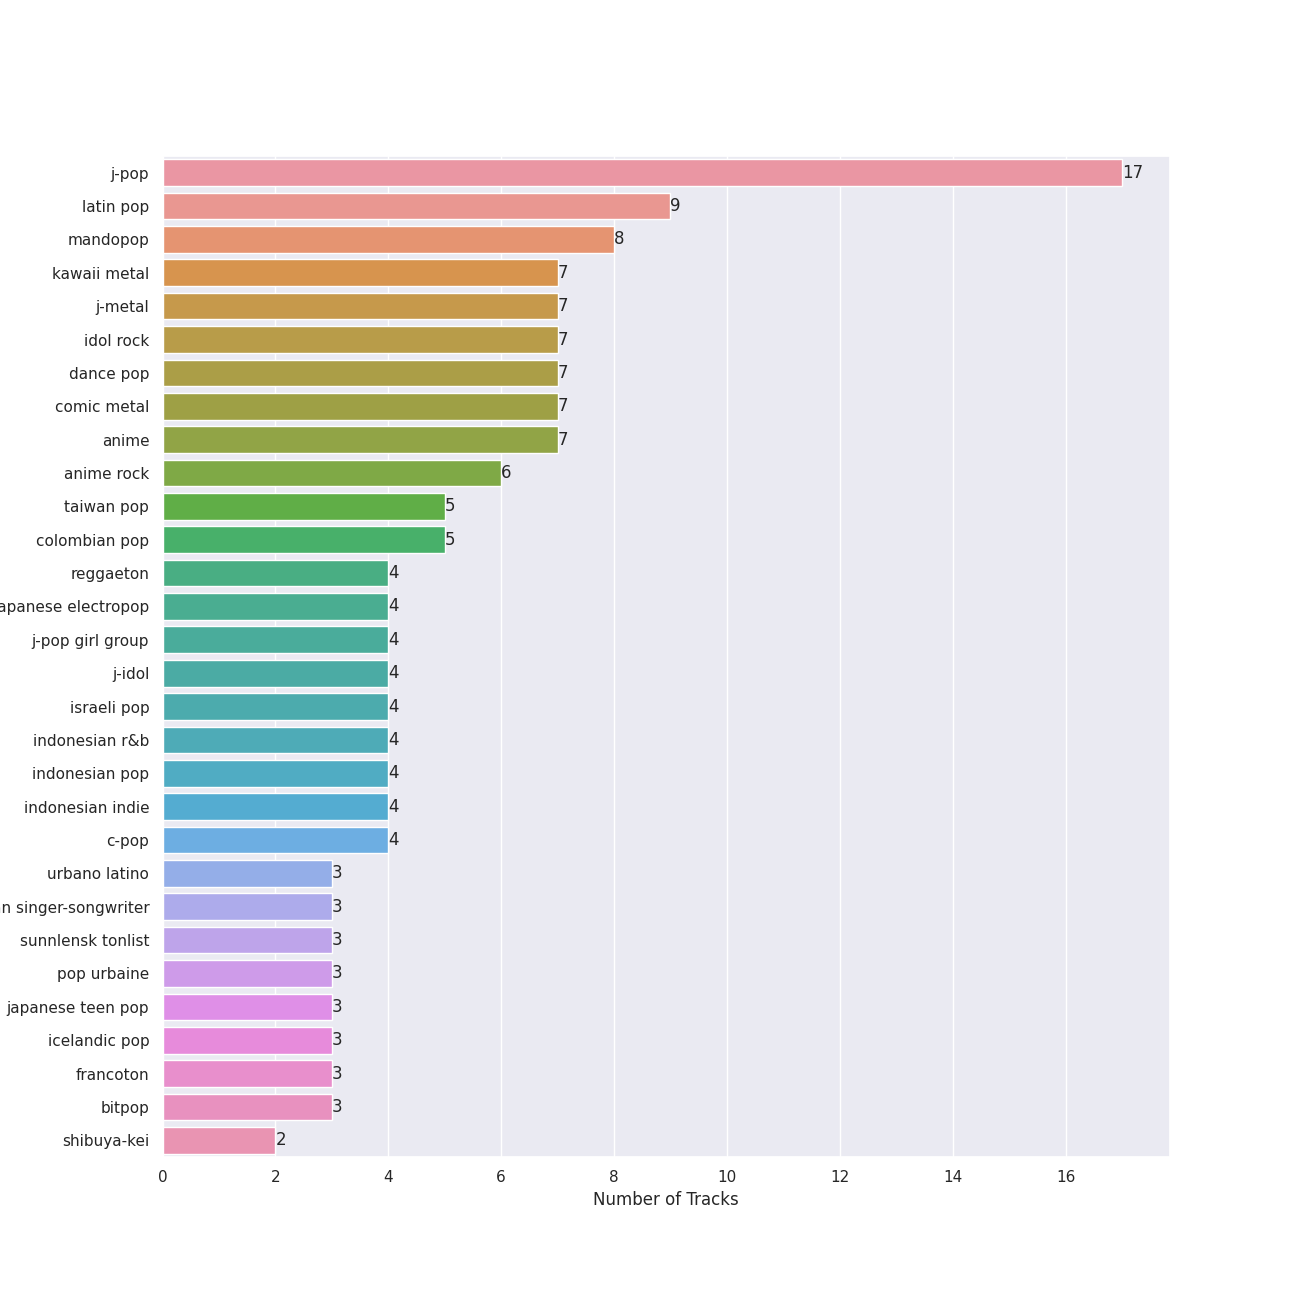 j-pop 17
latin pop 9
mandopop 8
kawaii metal 7
j-metal 7
idol rock 7
dance pop 7
comic metal 7
anime 7
anime rock 6
taiwan pop 5
colombian pop 5
reggaeton 4
apanese electropop 4
j-pop girl group 4
j-idol 4
israeli pop 4
indonesian r&b 4
indonesian pop 4
indonesian indie 4
c-pop 4
urbano latino 3
n singer-songwriter 3
sunnlensk tonlist 3
pop urbaine 3
japanese teen pop 3
icelandic pop 3
francoton 3
bitpop 3
shibuya-kei 2
0 2 4 6 8 10 12 14 16
Number of Tracks